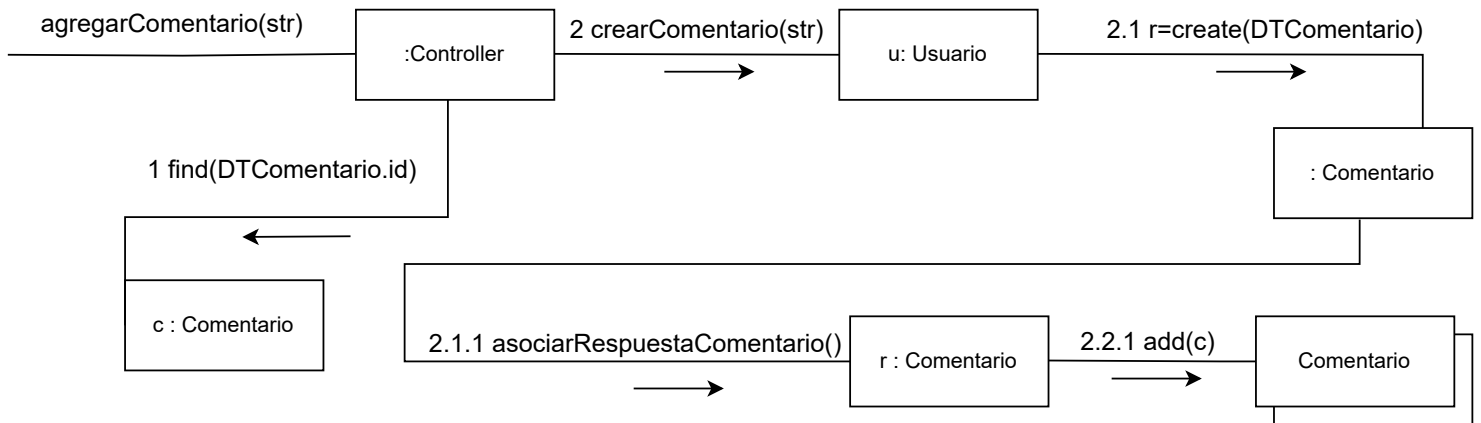 agregarComentario(str)
:Controller
2 crearComentario(str)
u: Usuario
2.1 r=create(DTComentario)
1 find(DTComentario.id)
: Comentario
c : Comentario
2.1.1 asociarRespuestaComentario()
r : Comentario
2.2.1 add(c)
Comentario